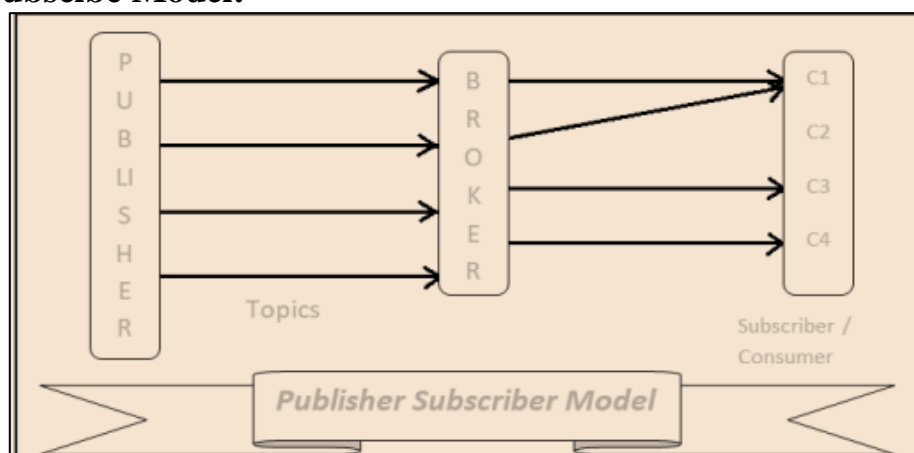 P
U
B
LI
S
H
E
R
Topics
B
R
O
K
E
R
C1
C2
C3
C4
Subscriber /
Consumer
Publisher Subscriber Model